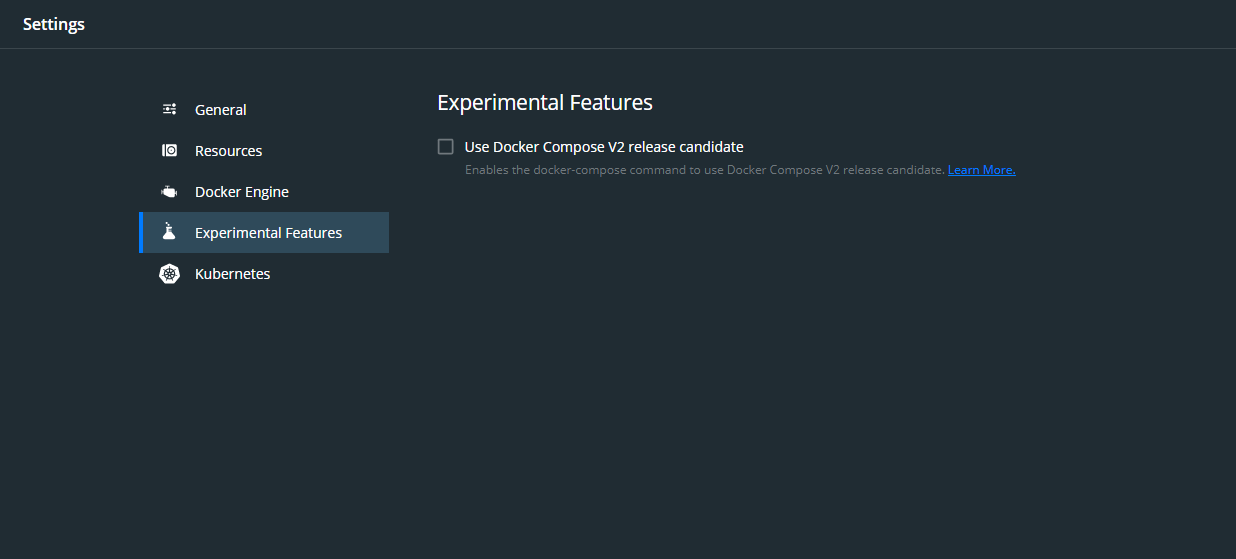 Settings
General
Resources
Docker Engine
Experimental Features
Kubernetes
Experimental Features
Use Docker Compose V2 release candidate
Enables the docker-compose command to use Docker Compose V2 release candidate. Learn More.